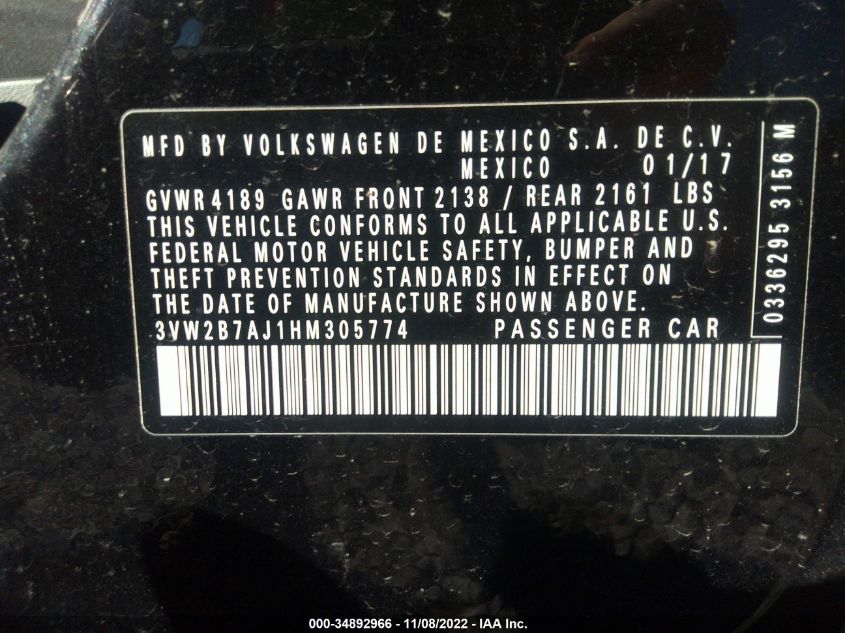 MFD BY VOLKSWAGEN DE MEXICO S.A. DE C.V.
MEXICO 01/17
GVWR 4189 GAWR FRONT 2138 / REAR 2161 LBS
THIS VEHICLE CONFORMS TO ALL APPLICABLE U.S.
FEDERAL MOTOR VEHICLE SAFETY, BUMPER AND
THEFT PREVENTION STANDARDS IN EFFECT ON
THE DATE OF MANUFACTURE SHOWN ABOVE.
3VW2B7AJ1HM305774 PASSENGER CAR
0336295 3156 M
000-34892966 - 11/08/2022 - IAA Inc.